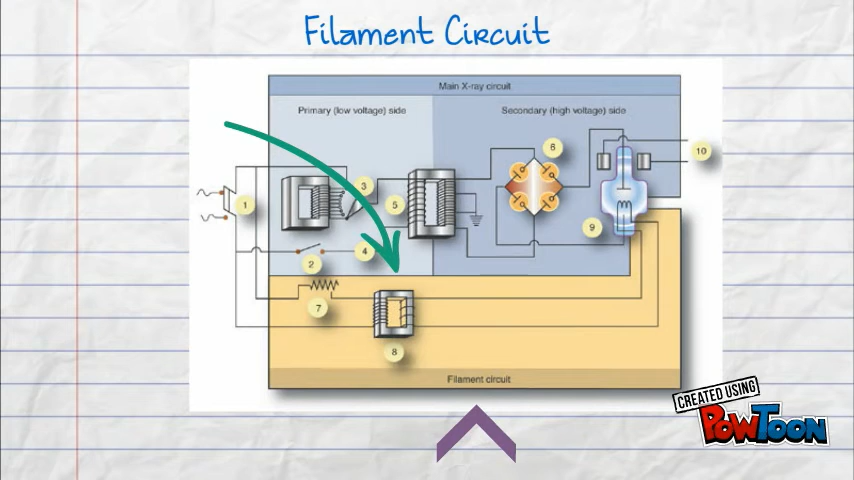 Filament Circuit
Main X-ray circuit
Primary (low voltage) side
Secondary (high voltage) side
6
10
3
1
5
9
4
2
7
8
Filament circuit
CREATED USING
POWTOON